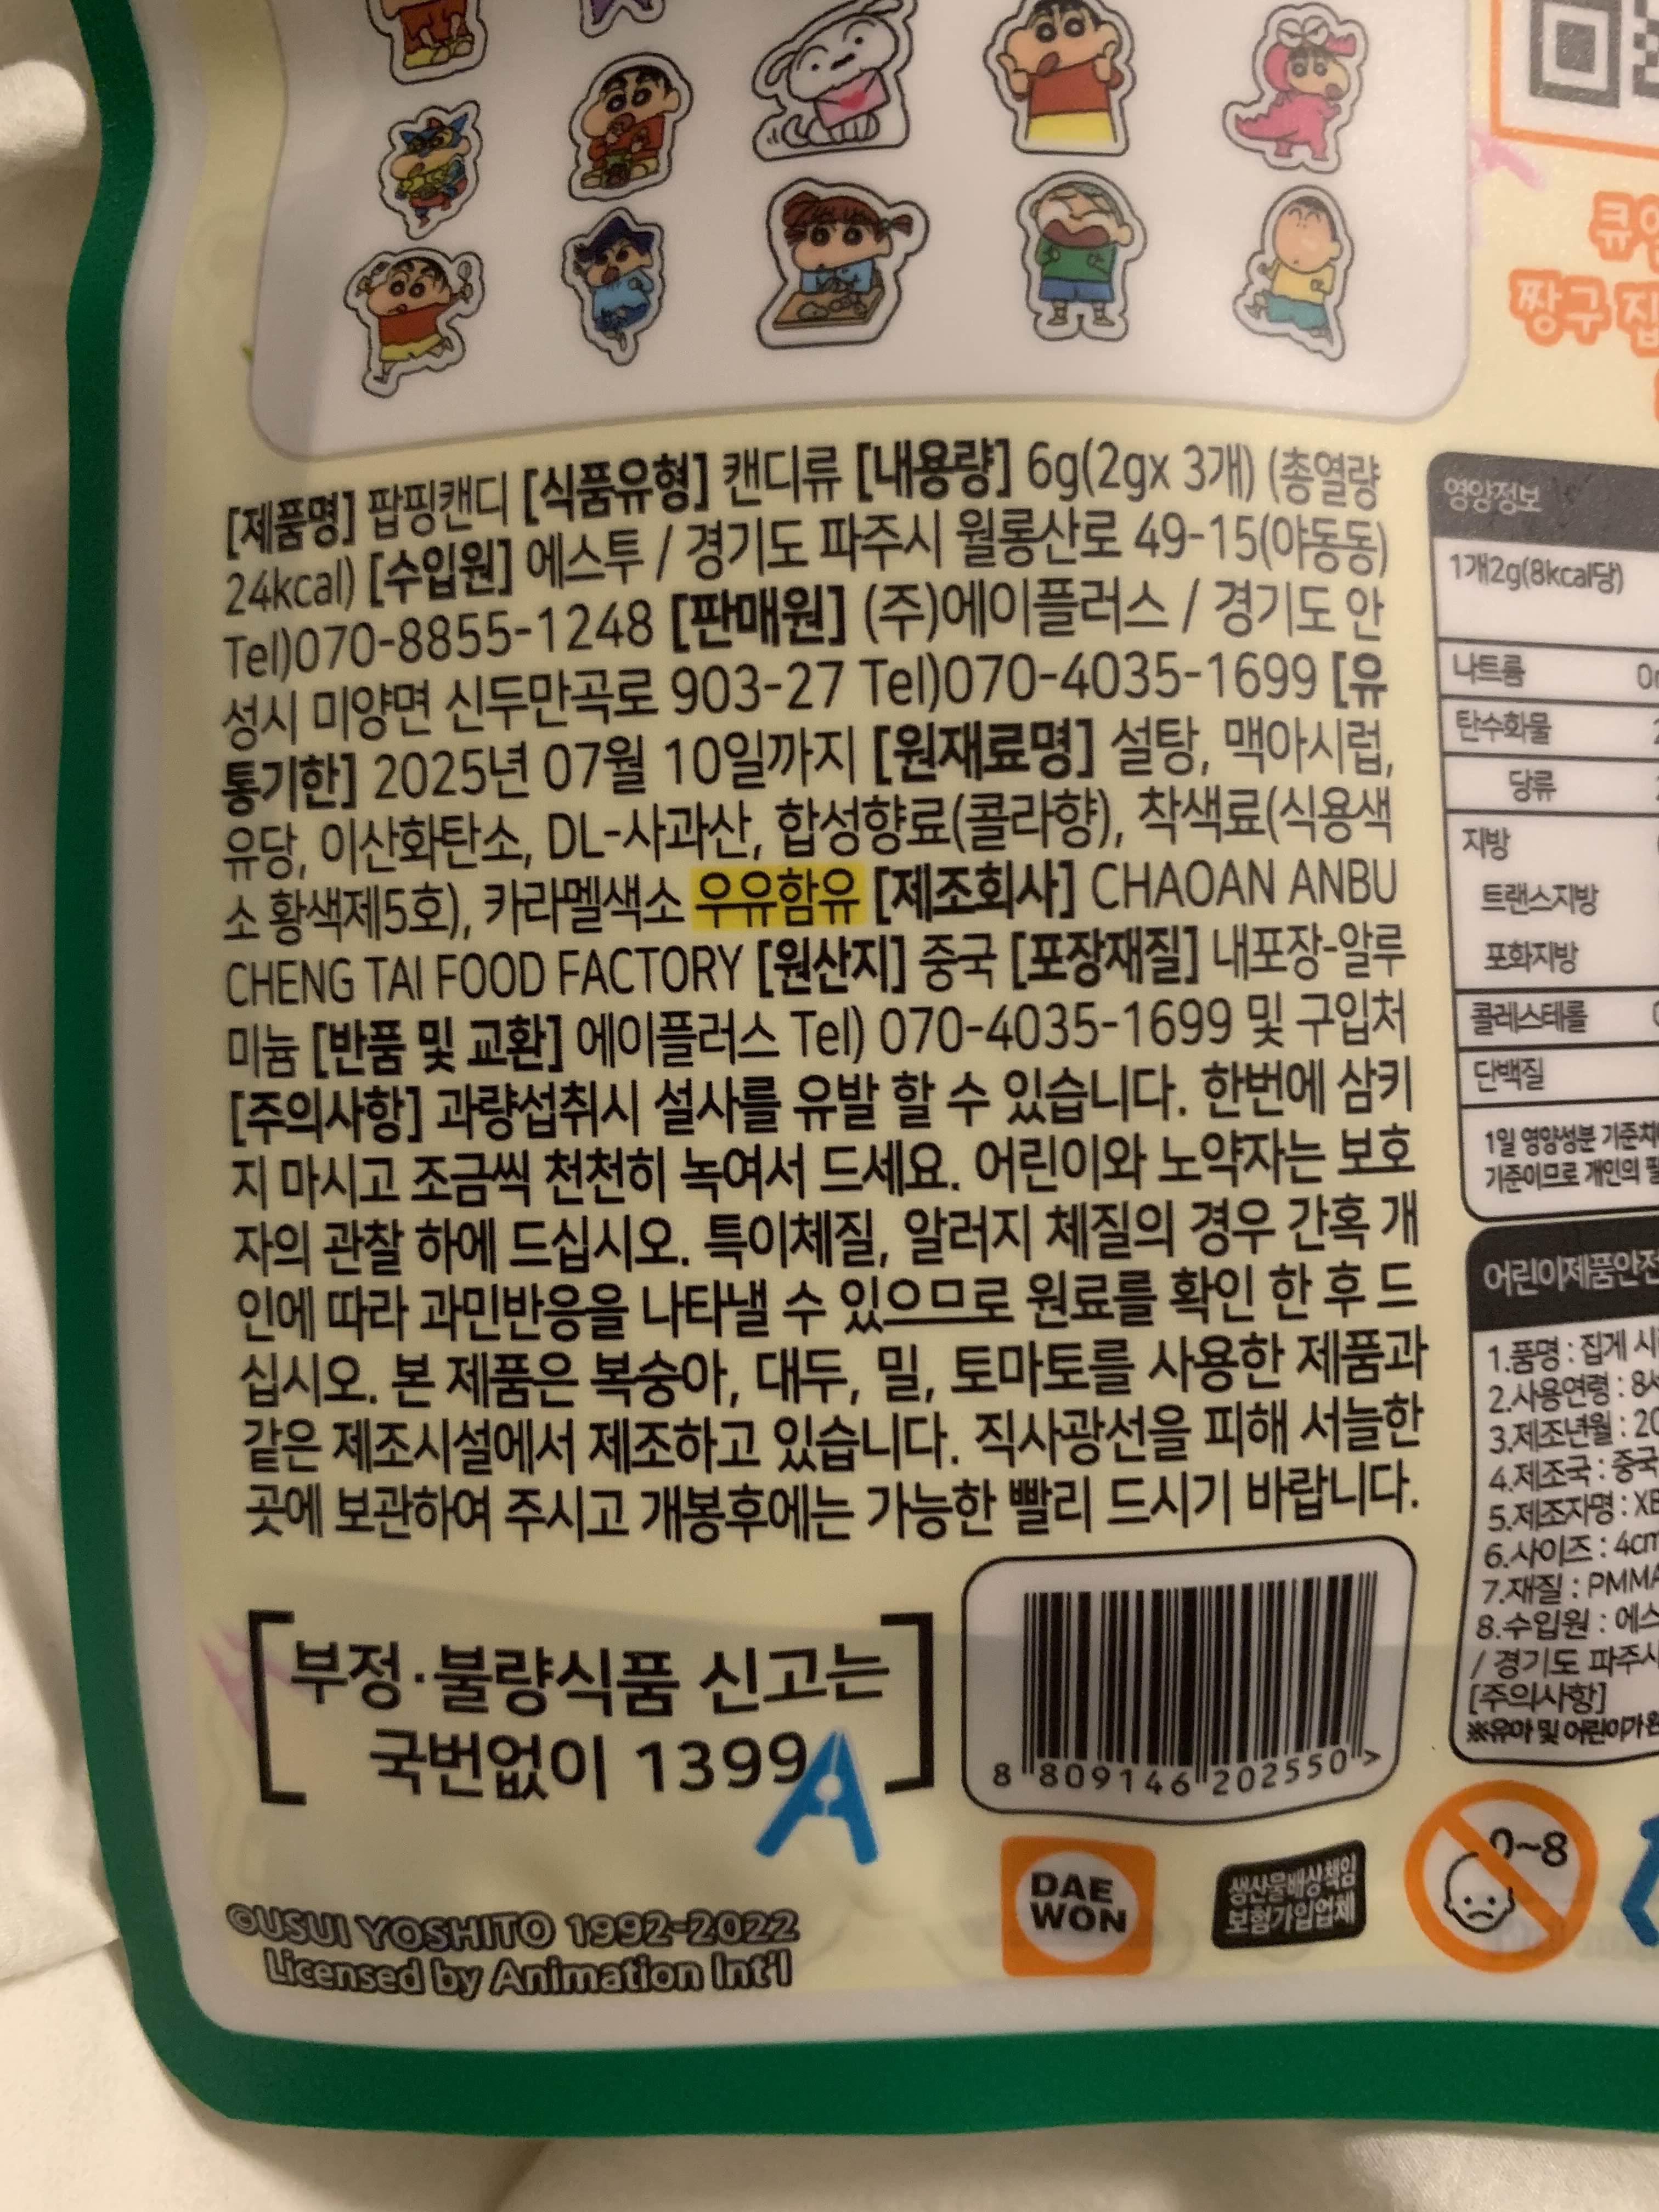 [제품명] 팝핑캔디 [식품유형] 캔디류 [내용량] 6g(2gx 3개) (총열량
24kcal) [수입원] 에스투 / 경기도 파주시 월롱산로 49-15(야동동)
Tel)070-8855-1248 [판매원] (주)에이플러스 / 경기도 안
성시 미양면 신두만곡로 903-27 Tel)070-4035-1699 [유
통기한] 2025년 07월 10일까지 [원재료명] 설탕, 맥아시럽,
유당, 이산화탄소, DL-사과산, 합성향료(콜라향), 착색료(식용색
소 황색제5호), 카라멜색소 우유함유 [제조회사] CHAOAN ANBU
CHENG TAI FOOD FACTORY [원산지] 중국 [포장재질] 내포장-알루
미늄 [반품 및 교환] 에이플러스 Tel) 070-4035-1699 및 구입처
[주의사항] 과량섭취시 설사를 유발 할 수 있습니다. 한번에 삼키
지 마시고 조금씩 천천히 녹여서 드세요. 어린이와 노약자는 보호
자의 관찰 하에 드십시오. 특이체질, 알러지 체질의 경우 간혹 개
인에 따라 과민반응을 나타낼 수 있으므로 원료를 확인 한 후 드
십시오. 본 제품은 복숭아, 대두, 밀, 토마토를 사용한 제품과
같은 제조시설에서 제조하고 있습니다. 직사광선을 피해 서늘한
곳에 보관하여 주시고 개봉후에는 가능한 빨리 드시기 바랍니다.
부정·불량식품 신고는
국번없이 1399
8 809146 202550 >
©USUI YOSHITO 1992-2022
Licensed by Animation Int'l
DAE
WON
생산물배상책임
보험가입업체
0~8
짱구 집
영양정보
1개2g(8kcal당)
나트륨
탄수화물
당류
지방
트랜스지방
포화지방
콜레스테롤
단백질
1일 영양성분
기준이므로 개인의
어린이제품안전
1.품명 : 집게
2.사용연령 :
3.제조년월 :
4.제조국 : 중국
5.제조자명 :
6.사이즈 : 4cm
7.재질 : PMMA
8.수입원 :
/ 경기도 파주시
[주의사항]
※유아 및 어린이가